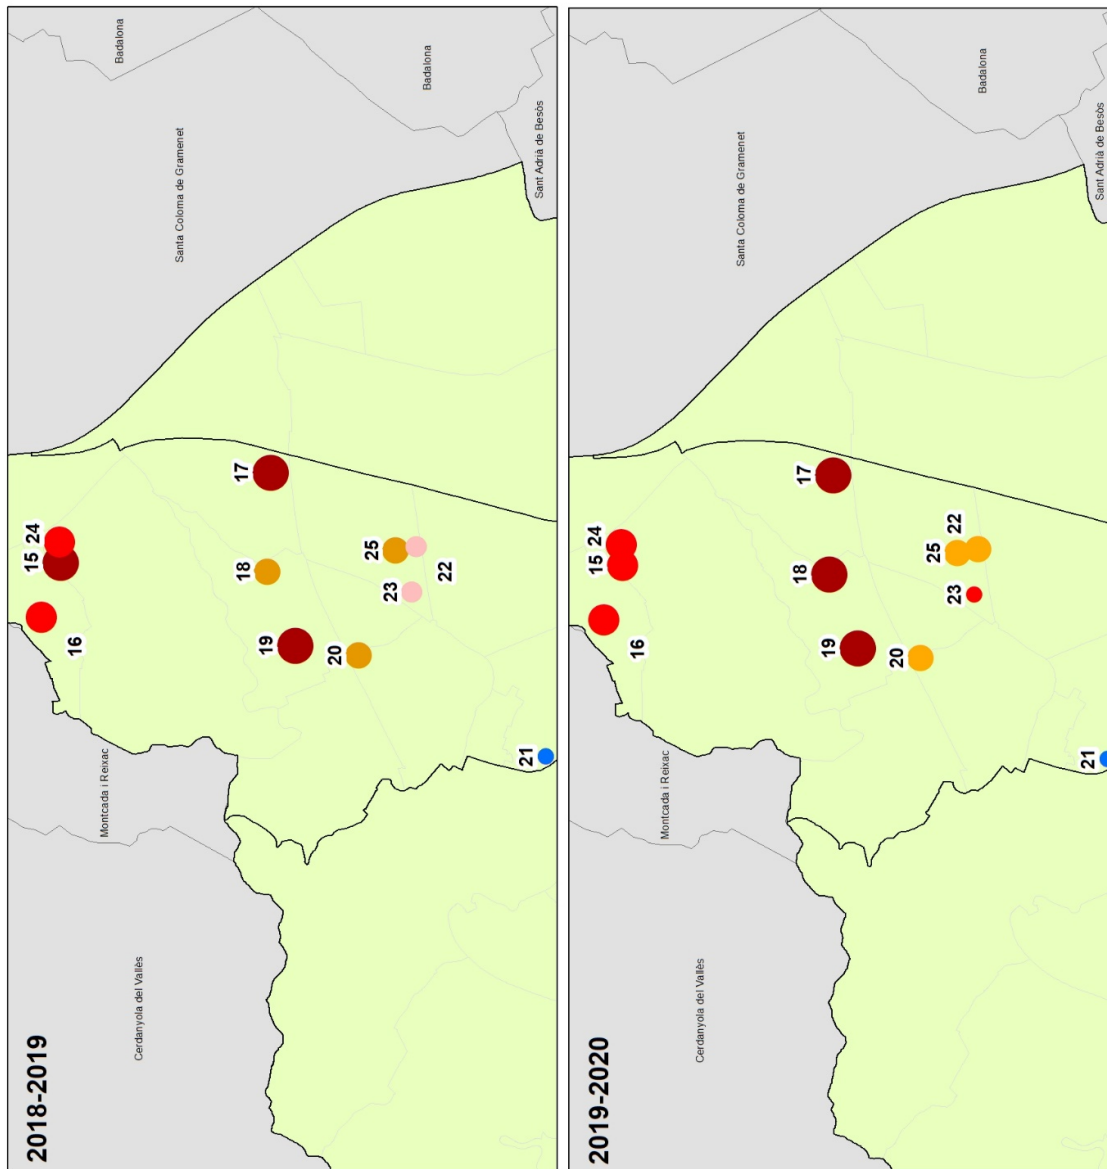 2018-2019
Cerdanyola del Vallès
Montcada i Reixac
Santa Coloma de Gramenet
Badalona
Badalona
Sant Adrià de Besòs
16
15
24
19
18
17
20
23
25
22
21
2019-2020
Cerdanyola del Vallès
Montcada i Reixac
Santa Coloma de Gramenet
Badalona
Sant Adrià de Besòs
16
15
24
19
18
17
20
23
25
22
21